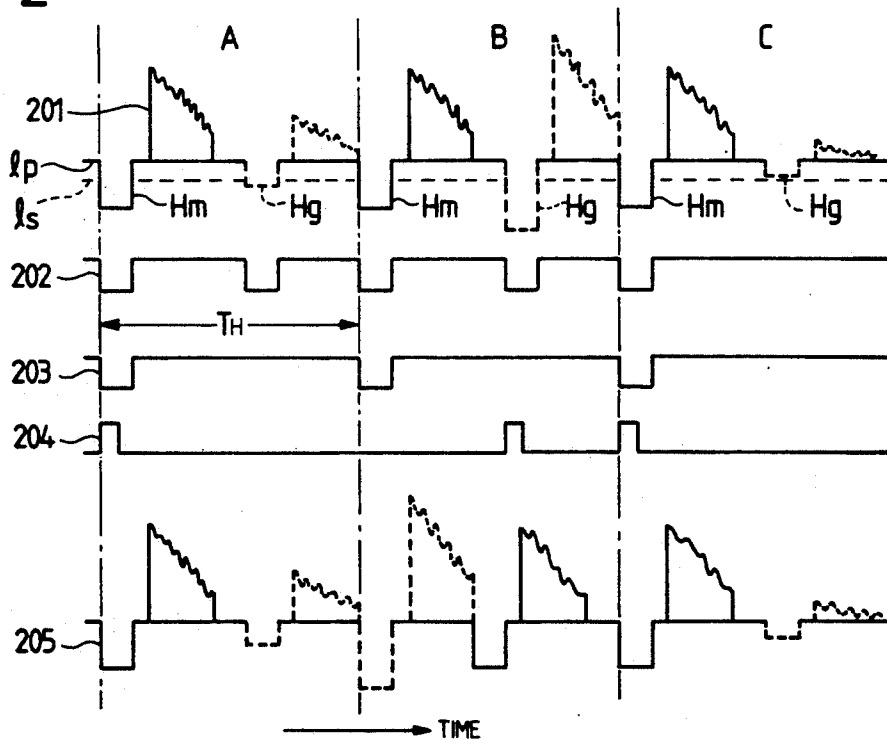 A B C
201
ℓp
ℓs
Hm Hg Hm Hg Hm Hg
202
TH
203
204
205
TIME